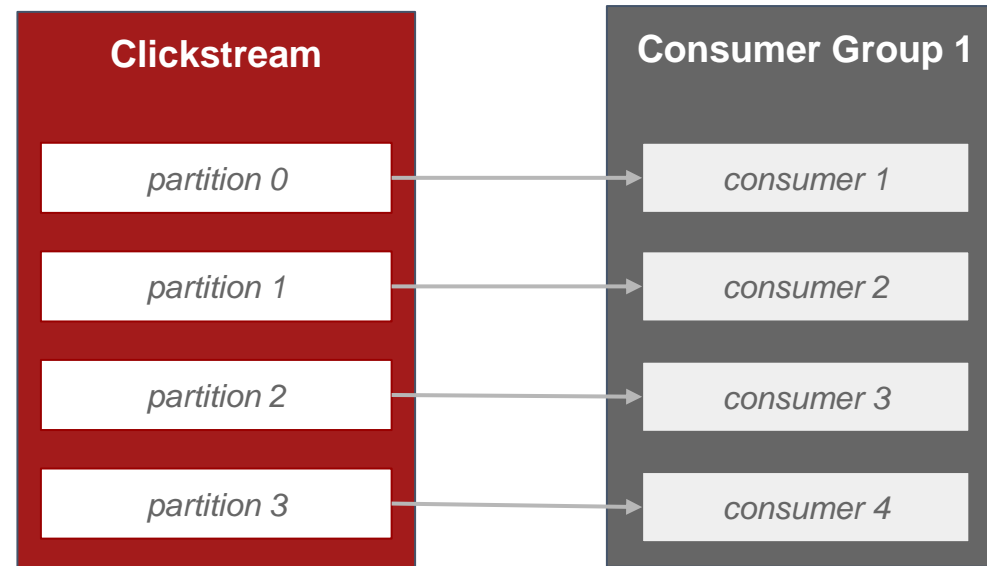 Clickstream
partition 0
partition 1
partition 2
partition 3
Consumer Group 1
consumer 1
consumer 2
consumer 3
consumer 4